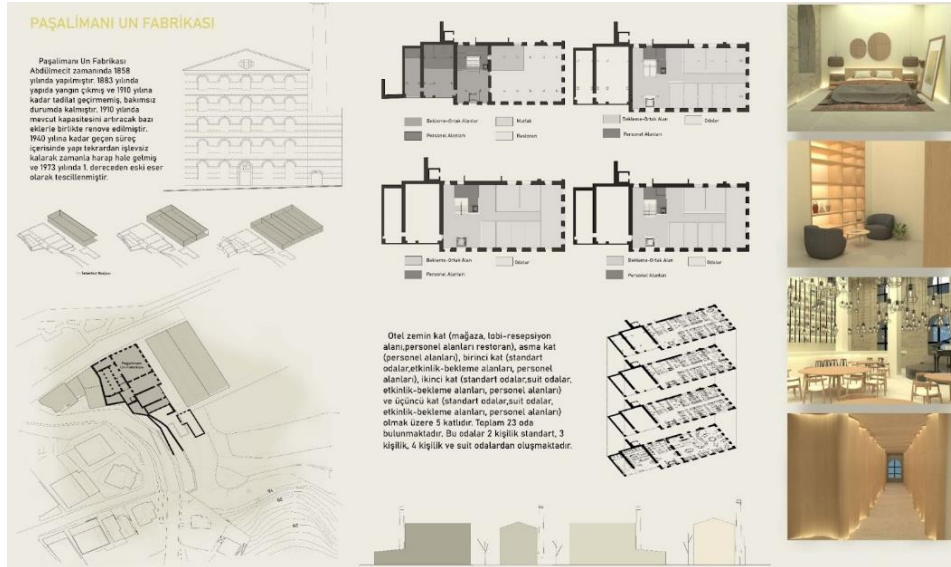 PAŞALİMANI UN FABRİKASI
Paşalimanı Un Fabrikası
Abdülmecit zamanında 1858
yılında yapılmıştır. 1883 yılında
yapıda yangın çıkmış ve 1910 yılına
kadar tadilat geçirmemiş, bakımsız
durumda kalmıştır. 1910 yılında
mevcut kapasitesini artıracak bazı
eklerle birlikte renove edilmiştir.
1940 yılına kadar geçen süreç
içerisinde yapı tekrardan işlevsiz
kalarak zamanla harap hale gelmiş
ve 1973 yılında 1. dereceden eski eser
olarak tescillenmiştir.
Bekleme-Ortak Alanlar
Mutfak
Personel Alanları
Restoran
Bekleme-Ortak Alan
Odalar
Personel Alanları
Bekleme-Ortak Alan
Odalar
Personel Alanları
Bekleme-Ortak Alan
Odalar
Personel Alanları
İstanbul Boğazı
Paşalimanı
Un Fabrikası
Otel zemin kat (mağaza, lobi-resepsiyon
alanı,personel alanları restoran), asma kat
(personel alanları), birinci kat (standart
odalar,etkinlik-bekleme alanları, personel
alanları), ikinci kat (standart odalar,suit odalar,
etkinlik-bekleme alanları, personel alanları)
ve üçüncü kat (standart odalar,suit odalar,
etkinlik-bekleme alanları, personel alanları)
olmak üzere 5 katlıdır. Toplam 23 oda
bulunmaktadır. Bu odalar 2 kişilik standart, 3
kişilik, 4 kişilik ve suit odalardan oluşmaktadır.